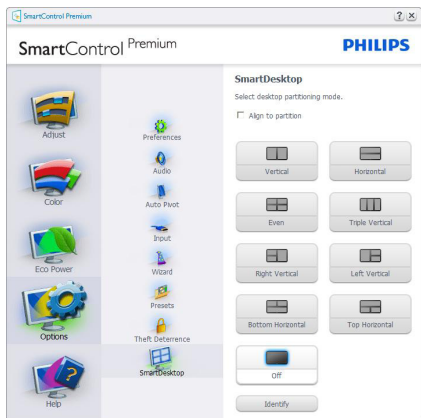 SmartControl Premium
SmartControl Premium
PHILIPS
Adjust
Color
Eco Power
Options
Help
Preferences
Audio
Auto Pivot
Input
Wizard
Presets
Theft Deterrence
SmartDesktop
SmartDesktop
Select desktop partitioning mode.
Align to partition
Vertical
Horizontal
Even
Triple Vertical
Right Vertical
Left Vertical
Bottom Horizontal
Top Horizontal
Off
Identify